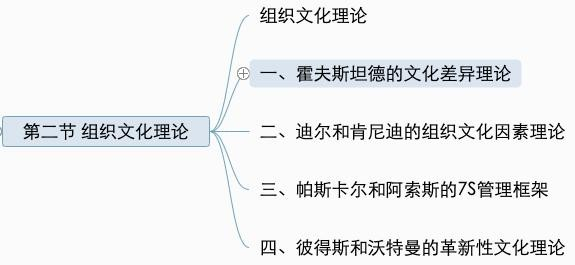 组织文化理论
一、霍夫斯坦德的文化差异理论
第二节 组织文化理论
二、迪尔和肯尼迪的组织文化因素理论
三、帕斯卡尔和阿索斯的7S管理框架
四、彼得斯和沃特曼的革新性文化理论